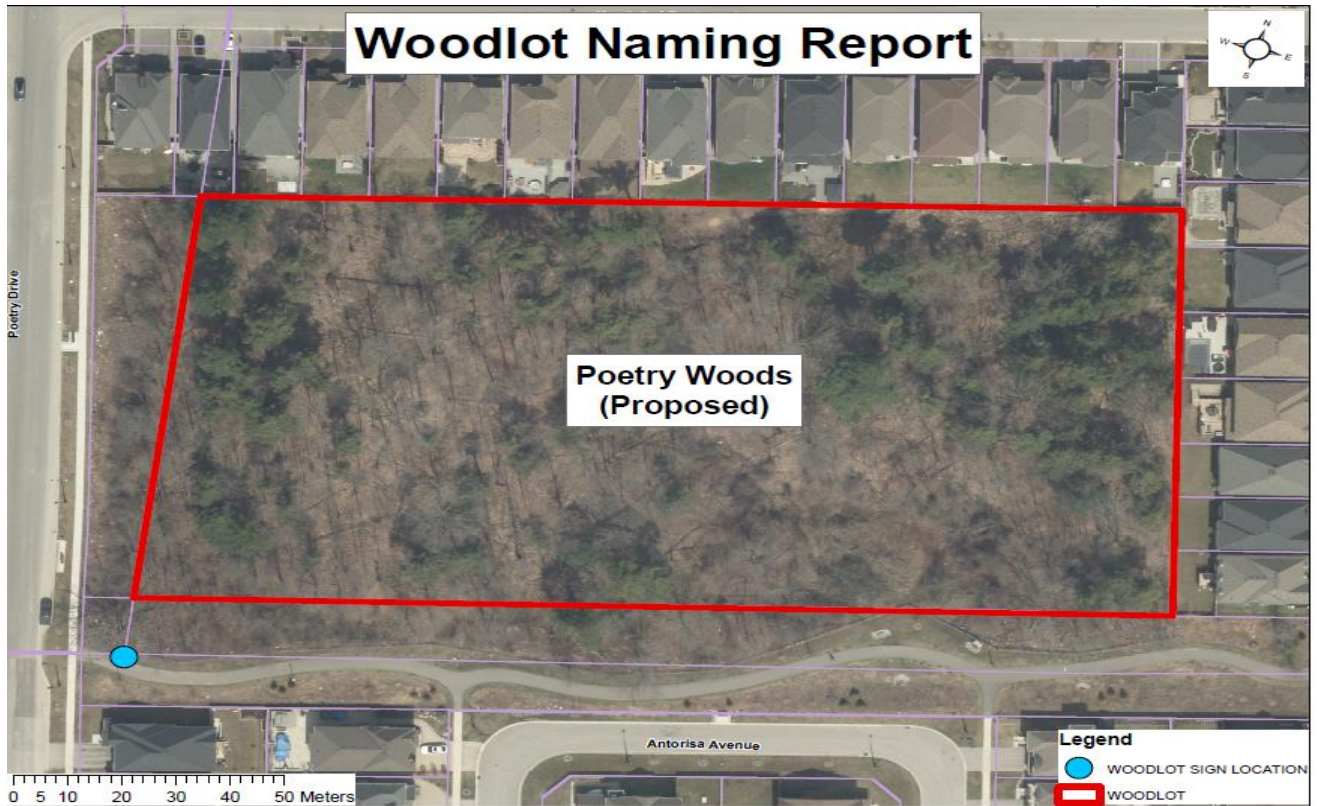 Woodlot Naming Report
N
W
E
S
Poetry Drive
Poetry Woods
(Proposed)
Antorisa Avenue
Legend
WOODLOT SIGN LOCATION
WOODLOT
0 5 10 20 30 40 50 Meters